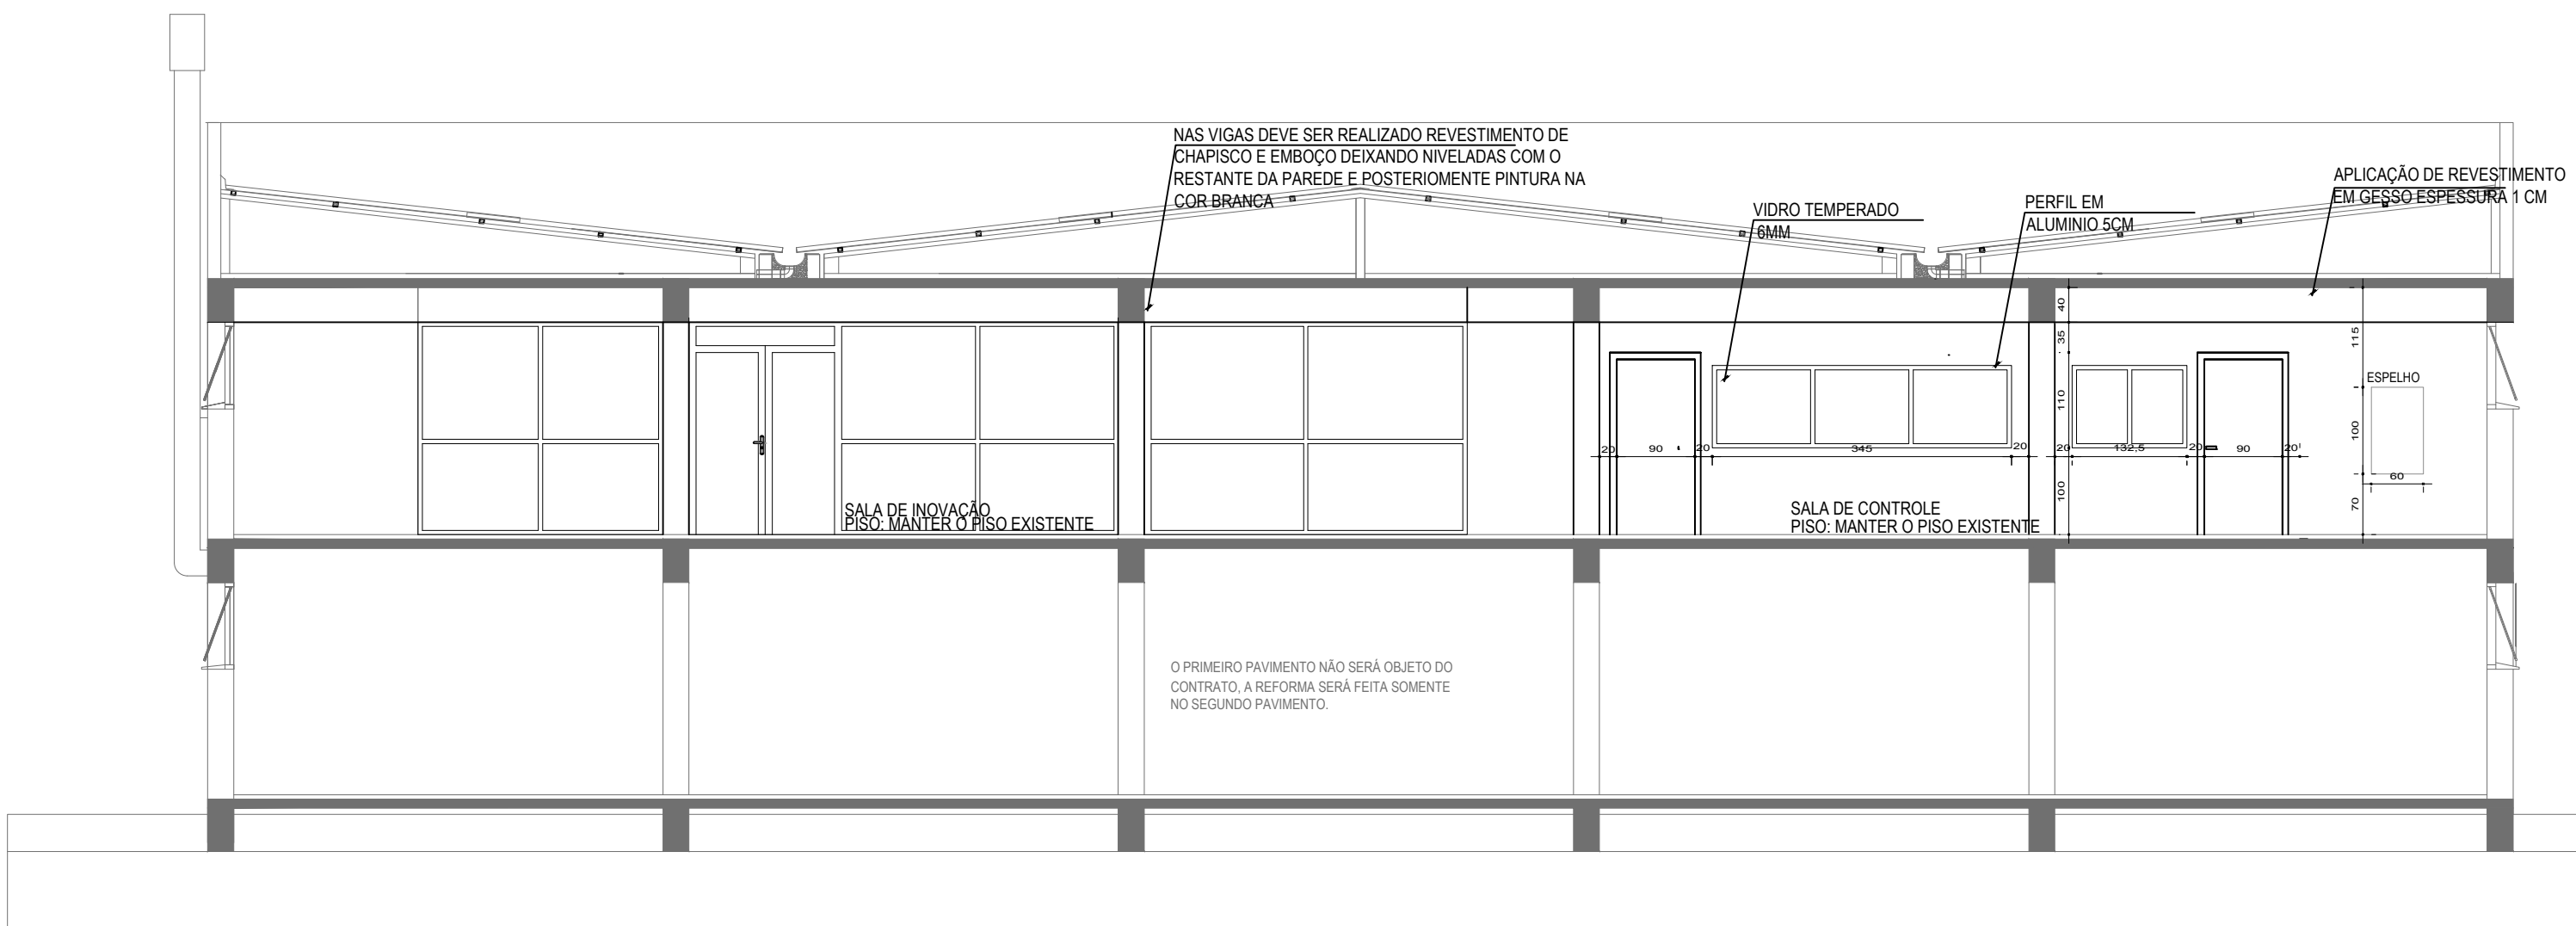 NAS VIGAS DEVE SER REALIZADO REVESTIMENTO DE
CHAPISCO E EMBOÇO DEIXANDO NIVELADAS COM O
RESTANTE DA PAREDE E POSTERIOMENTE PINTURA NA
COR BRANCA
APLICAÇÃO DE REVESTIMENTO
EM GESSO ESPESSURA 1 CM
VIDRO TEMPERADO
6MM
PERFIL EM
ALUMINIO 5CM
40
35
110
100
115
100
70
ESPELHO
60
20
90
20
345
20
20
132,5
20
90
20
SALA DE INOVAÇÃO
PISO: MANTER O PISO EXISTENTE
SALA DE CONTROLE
PISO: MANTER O PISO EXISTENTE
O PRIMEIRO PAVIMENTO NÃO SERÁ OBJETO DO
CONTRATO, A REFORMA SERÁ FEITA SOMENTE
NO SEGUNDO PAVIMENTO.